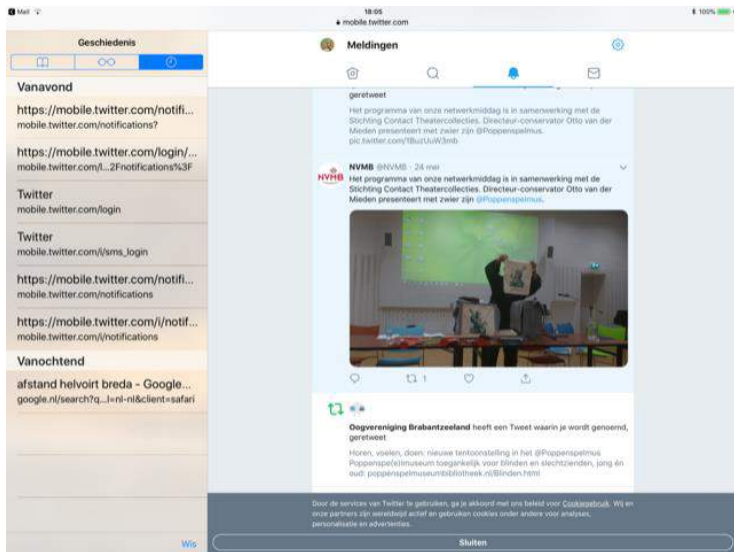 Mail
18:05
100%
mobile.twitter.com
Geschiedenis
Vanavond
https://mobile.twitter.com/notifi...
mobile.twitter.com/notifications?
https://mobile.twitter.com/login/...
mobile.twitter.com/l...2Fnotifications%3F
Twitter
mobile.twitter.com/login
Twitter
mobile.twitter.com/i/sms_login
https://mobile.twitter.com/notifi...
mobile.twitter.com/notifications
https://mobile.twitter.com/i/notif...
mobile.twitter.com/i/notifications
Vanochtend
afstand helvoirt breda - Google...
google.nl/search?q...l=nl-nl&client=safari
Wis
Meldingen
geretweet
Het programma van onze netwerkmiddag is in samenwerking met de
Stichting Contact Theatercollecties. Directeur-conservator Otto van der
Mieden presenteert met zwier zijn @Poppenspelmus.
pic.twitter.com/1BuzUuW3mb
NVMB
NVMB @NVMB · 24 mei
Het programma van onze netwerkmiddag is in samenwerking met de
Stichting Contact Theatercollecties. Directeur-conservator Otto van der
Mieden presenteert met zwier zijn @Poppenspelmus.
1
Oogvereniging Brabantzeeland heeft een Tweet waarin je wordt genoemd,
geretweet
Horen, voelen, doen: nieuwe tentoonstelling in het @Poppenspelmus
Poppenspe(e)lmuseum toegankelijk voor blinden en slechtzienden, jong én
oud: poppenspelmuseumbibliotheek.nl/Blinden.html
Door de services van Twitter te gebruiken, ga je akkoord met ons beleid voor Cookiegebruik. Wij en
onze partners zijn wereldwijd actief en gebruiken cookies onder andere voor analyses,
personalisatie en advertenties.
Sluiten